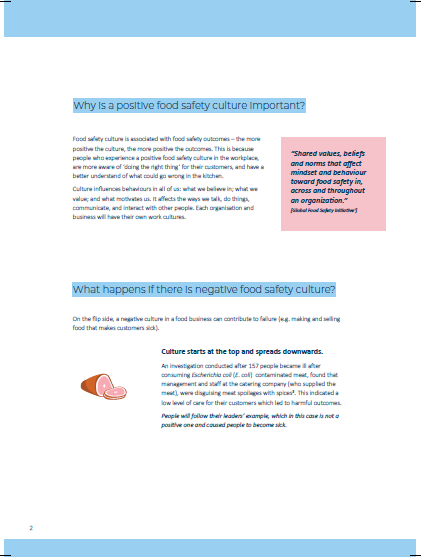 Why is a positive food safety culture important?
Food safety culture is associated with food safety outcomes – the more
positive the culture, the more positive the outcomes. This is because
people who experience a positive food safety culture in the workplace,
are more aware of 'doing the right thing' for their customers, and have a
better understanding of what could go wrong in the kitchen.
Culture influences behaviours in all of us: what we believe in; what we
value; and what motivates us. It affects the ways we talk, do things,
communicate, and interact with other people. Each organisation and
business will have their own work cultures.
"Shared values, beliefs
and norms that affect
mindset and behaviour
toward food safety in,
across and throughout
an organization."
[Global Food Safety Initiative¹]
What happens if there is negative food safety culture?
On the flip side, a negative culture in a food business can contribute to failure (e.g. making and selling
food that makes customers sick).
Culture starts at the top and spreads downwards.
An investigation conducted after 157 people became ill after
consuming Escherichia coli (E. coli) contaminated meat, found that
management and staff at the catering company (who supplied the
meat), were disguising meat spoilages with spices². This indicated a
low level of care for their customers which led to harmful outcomes.
People will follow their leaders' example, which in this case is not a
positive one and caused people to become sick.
2